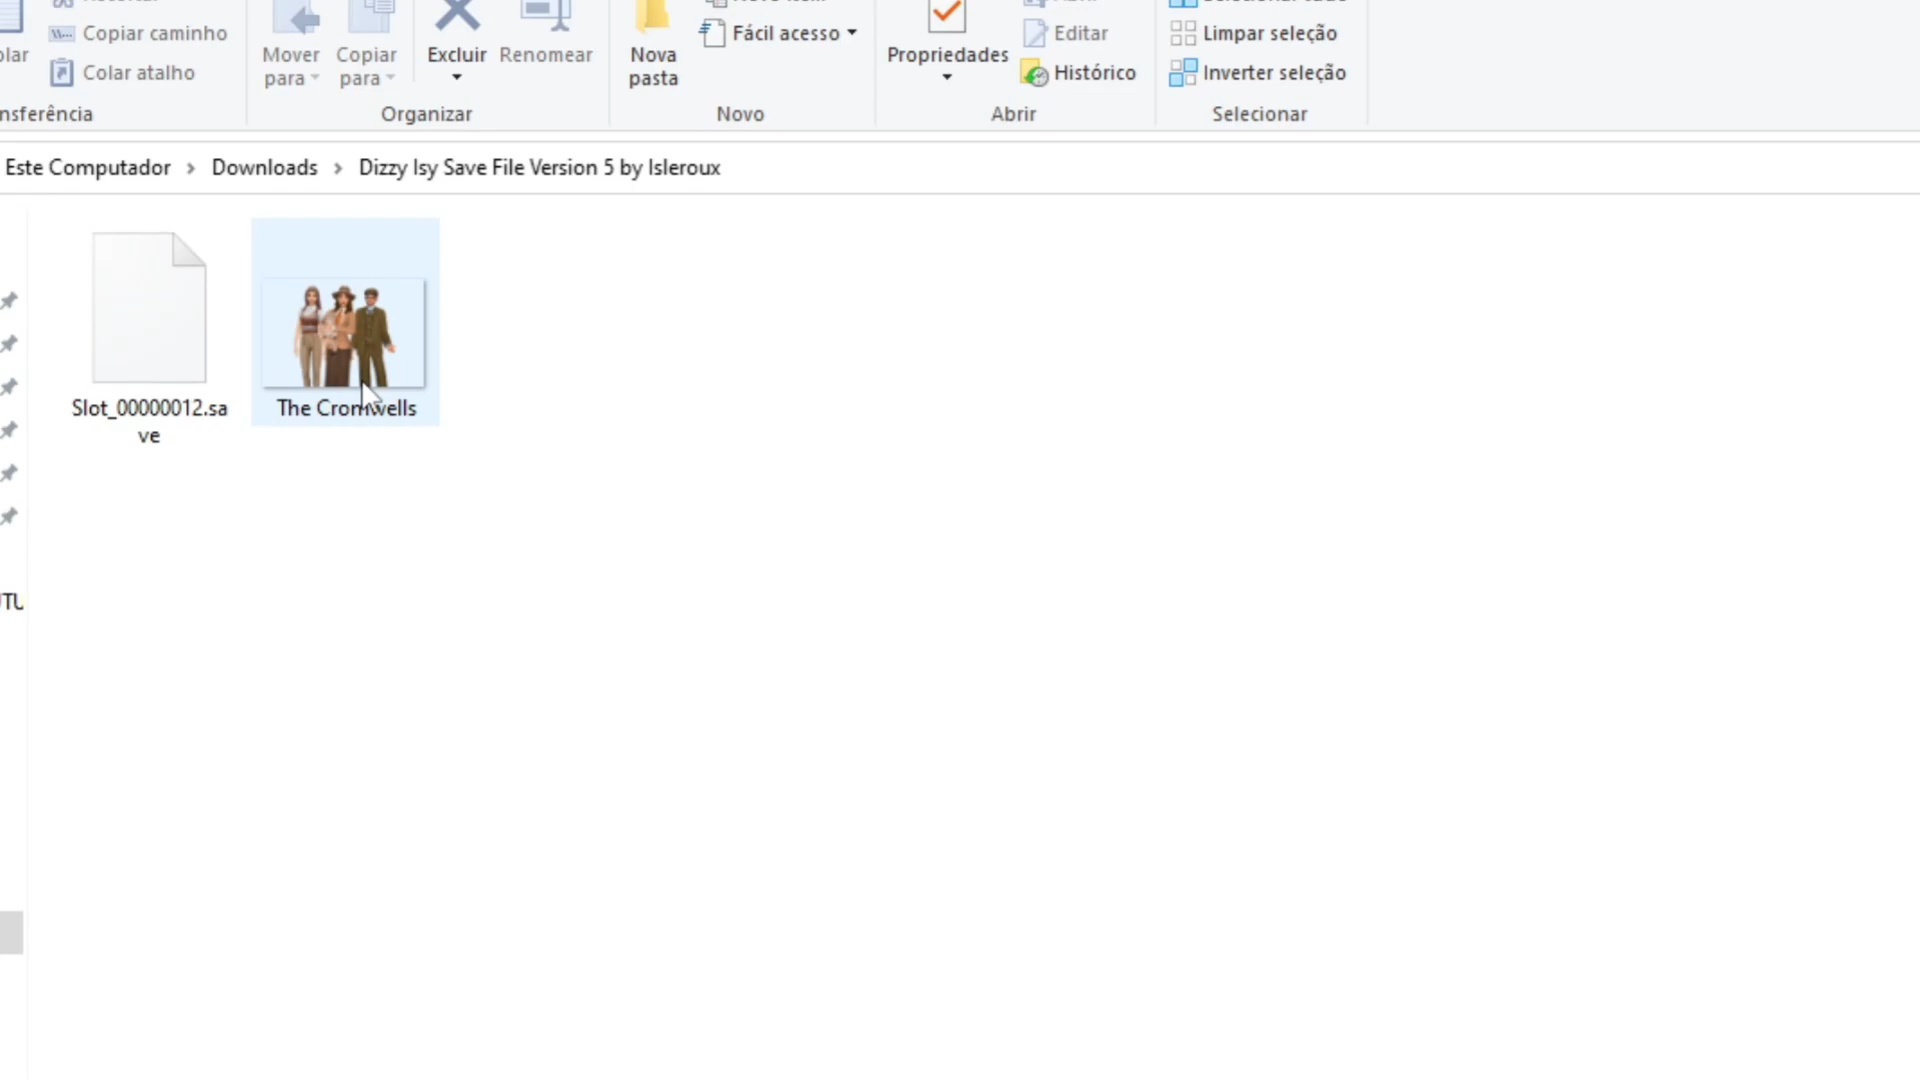 Copiar caminho
Colar atalho
Mover para
Copiar para
Excluir
Renomear
Nova pasta
Fácil acesso
Propriedades
Editar
Histórico
Limpar seleção
Inverter seleção
Organizar
Novo
Abrir
Selecionar
Este Computador > Downloads > Dizzy Isy Save File Version 5 by Isleroux
Slot_00000012.sa
ve
The Cromwells